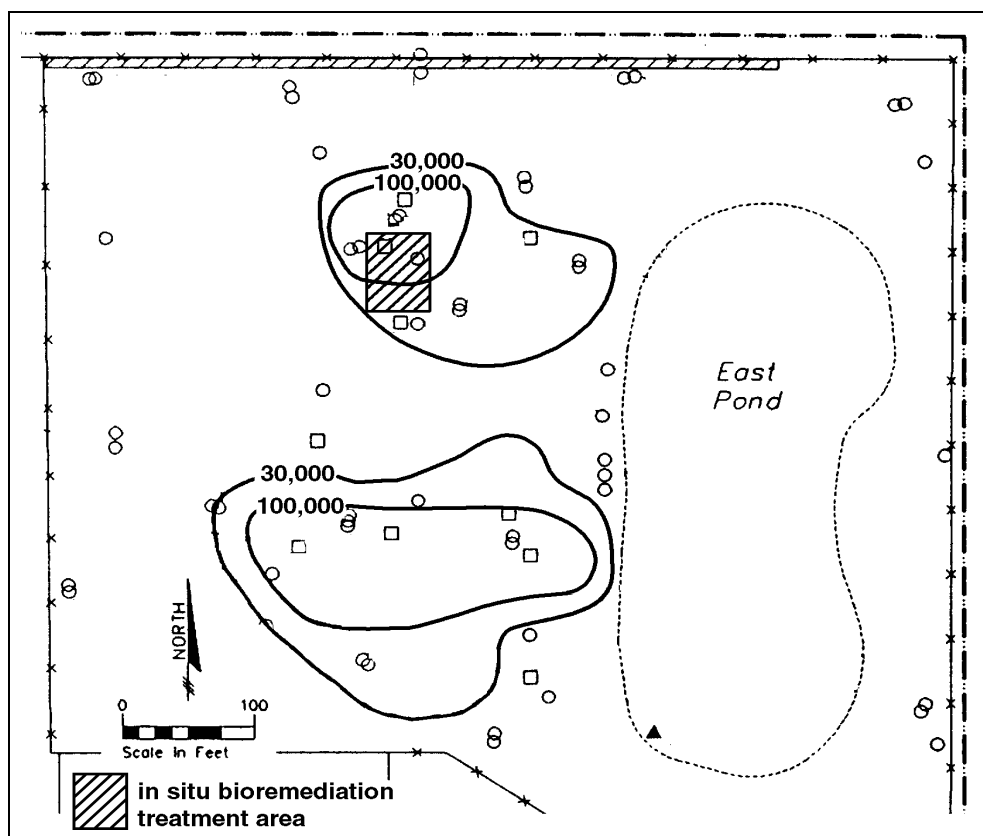 30,000
100,000
East
Pond
30,000
100,000
NORTH
0 100
Scale In Feet
in situ bioremediation
treatment area